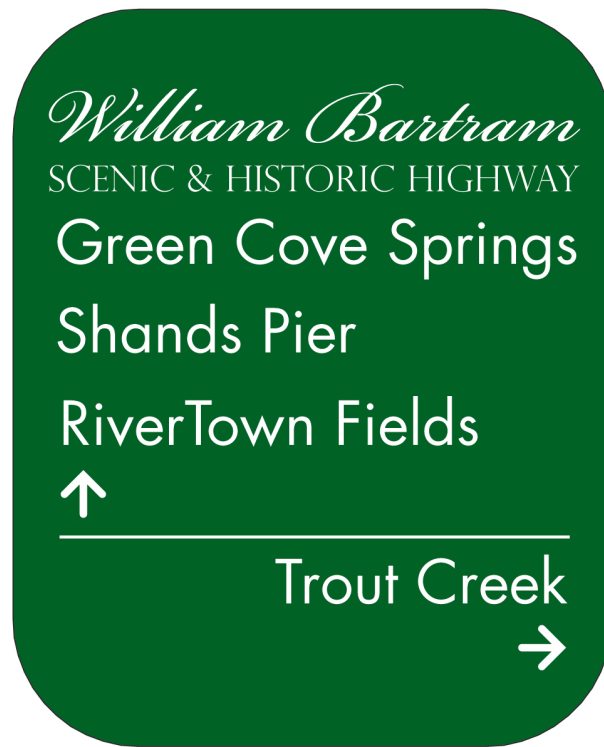 William Bartram
SCENIC & HISTORIC HIGHWAY
Green Cove Springs
Shands Pier
RiverTown Fields
↑
Trout Creek
→